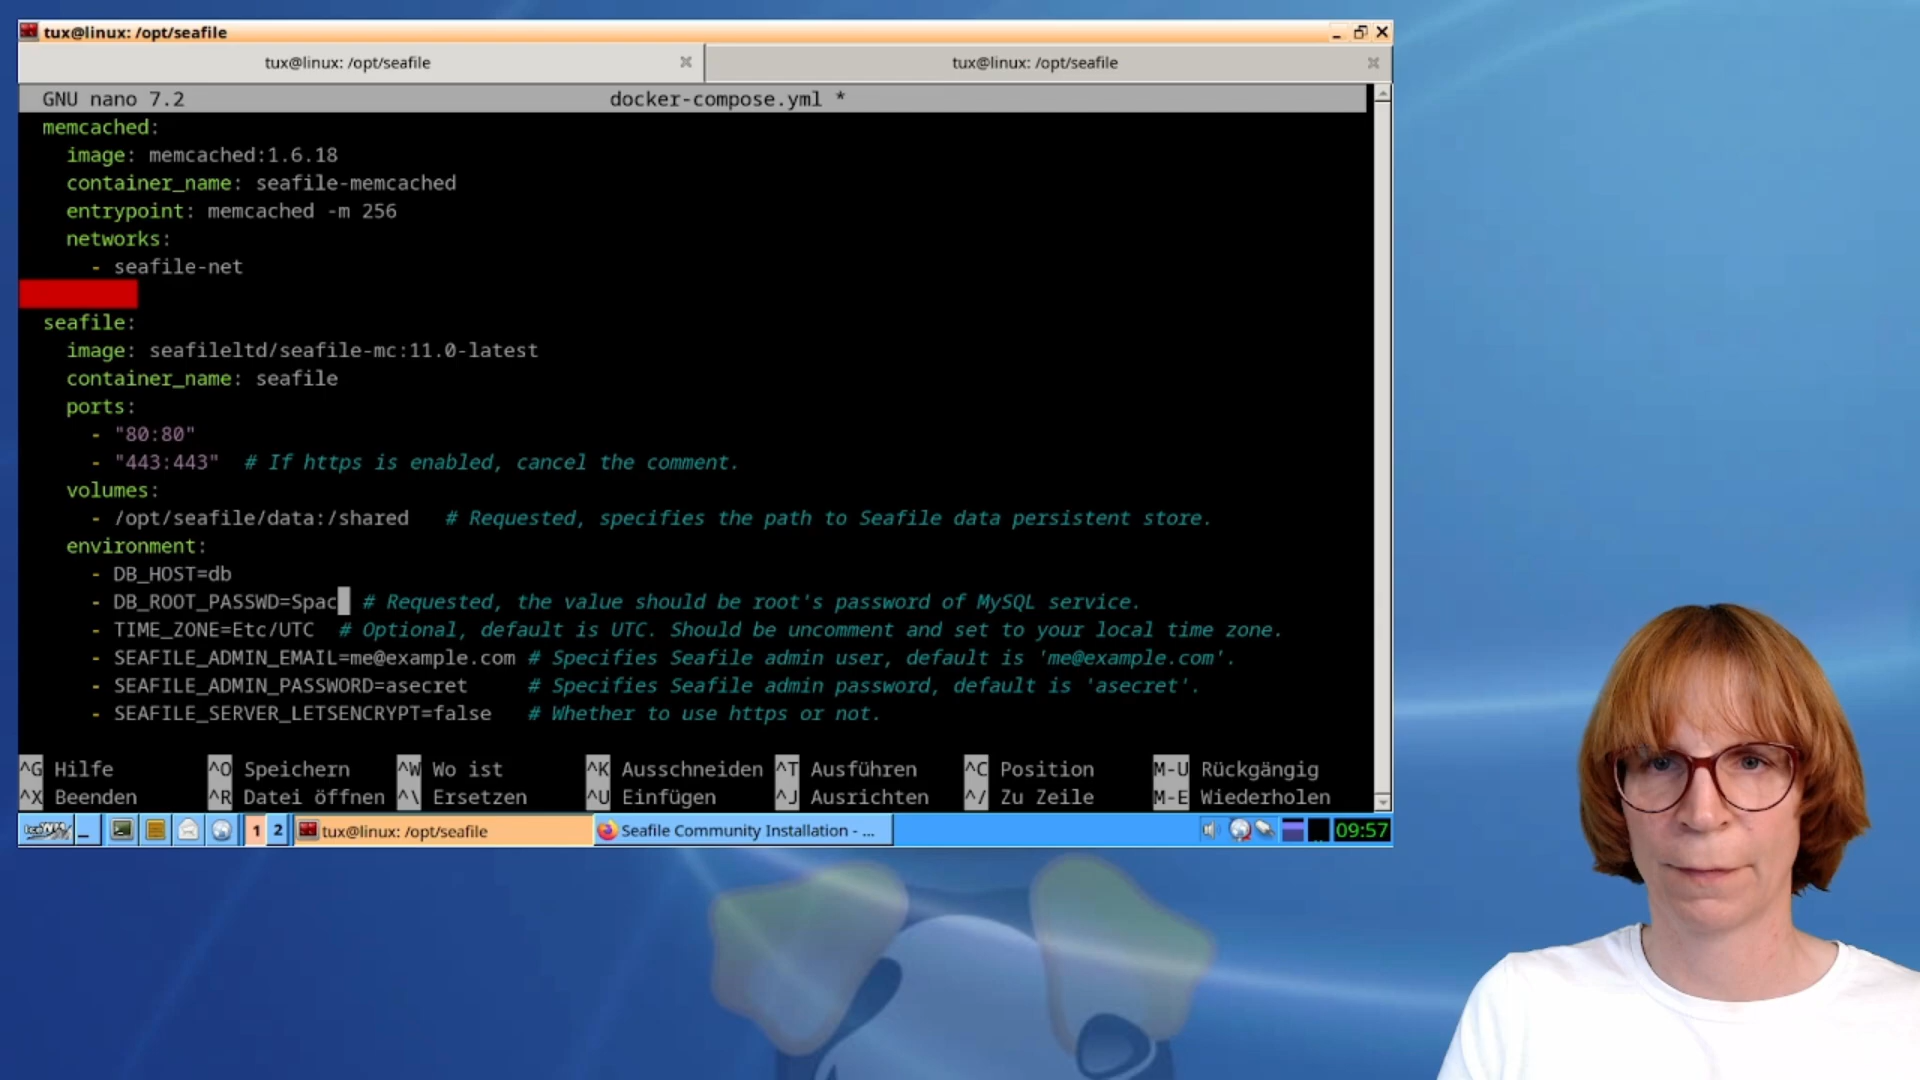 tux@linux: /opt/seafile
tux@linux: /opt/seafile
tux@linux: /opt/seafile
GNU nano 7.2 docker-compose.yml *
memcached:
image: memcached:1.6.18
container_name: seafile-memcached
entrypoint: memcached -m 256
networks:
- seafile-net
seafile:
image: seafileltd/seafile-mc:11.0-latest
container_name: seafile
ports:
- "80:80"
- "443:443" # If https is enabled, cancel the comment.
volumes:
- /opt/seafile/data:/shared # Requested, specifies the path to Seafile data persistent store.
environment:
- DB_HOST=db
- DB_ROOT_PASSWD=Spac # Requested, the value should be root's password of MySQL service.
- TIME_ZONE=Etc/UTC # Optional, default is UTC. Should be uncomment and set to your local time zone.
- SEAFILE_ADMIN_EMAIL=me@example.com # Specifies Seafile admin user, default is 'me@example.com'.
- SEAFILE_ADMIN_PASSWORD=asecret # Specifies Seafile admin password, default is 'asecret'.
- SEAFILE_SERVER_LETSENCRYPT=false # Whether to use https or not.
^G Hilfe ^O Speichern ^W Wo ist ^K Ausschneiden ^T Ausführen ^C Position M-U Rückgängig
^X Beenden ^R Datei öffnen ^\ Ersetzen ^U Einfügen ^J Ausrichten ^/ Zu Zeile M-E Wiederholen
1 2 tux@linux: /opt/seafile Seafile Community Installation - ... 09:57